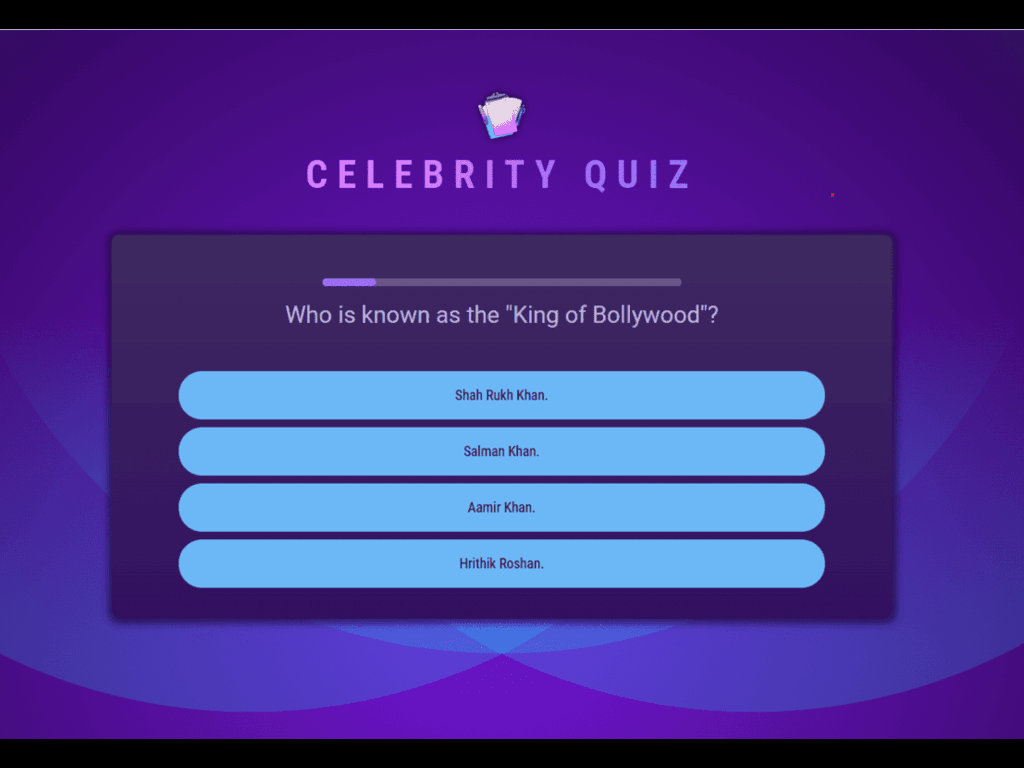 CELEBRITY QUIZ
Who is known as the "King of Bollywood"?
Shah Rukh Khan.
Salman Khan.
Aamir Khan.
Hrithik Roshan.